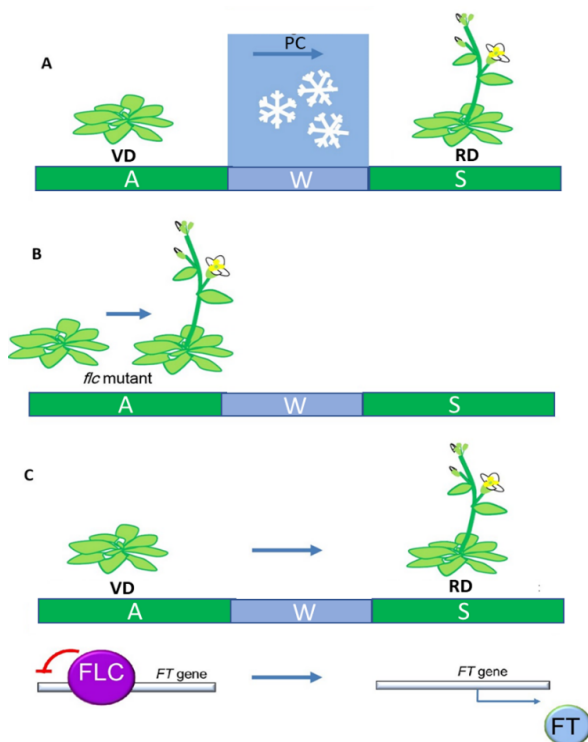 PC
A
VD
RD
A W S
B
flc mutant
A W S
C
VD
RD
:
A W S
FLC
FT gene
FT gene
FT